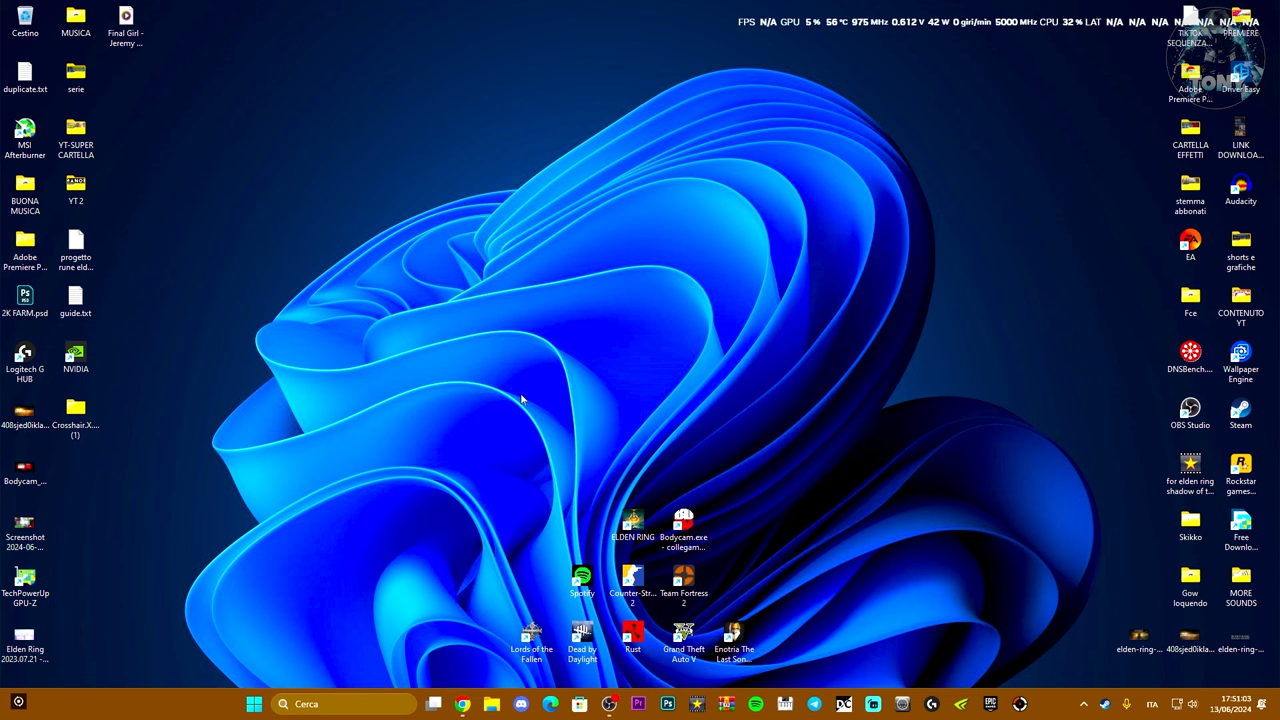 FPS N/A GPU 5 % 56 °C 975 MHz 0.612 V 42 W 0 giri/min 5000 MHz CPU 32 % LAT N/A N/A N/A N/A N/A N/A N/A
Cestino
MUSICA
Final Girl -
Jeremy ...
duplicate.txt
serie
MSI
Afterburner
YT-SUPER
CARTELLA
BUONA
MUSICA
YT 2
Adobe
Premiere P...
progetto
rune eld...
2K FARM.psd
guide.txt
Logitech G
HUB
NVIDIA
408sjed0ikla...
Crosshair.X....
(1)
Bodycam_...
Screenshot
2024-06-...
TechPowerUp
GPU-Z
Elden Ring
2023.07.21 -...
ELDEN RING
Bodycam.exe
- collegam...
Spotify
Counter-Str...
2
Team Fortress
2
Lords of the
Fallen
Dead by
Daylight
Rust
Grand Theft
Auto V
Enotria The
Last Son...
TIKTOK
SEQUENZA...
PREMIERE
TONY
Adobe
Premiere P...
Driver Easy
CARTELLA
EFFETTI
LINK
DOWNLOA...
stemma
abbonati
Audacity
EA
shorts e
grafiche
Fce
CONTENUTO
YT
DNSBench....
Wallpaper
Engine
OBS Studio
Steam
for elden ring
shadow of t...
Rockstar
games...
Skikko
Free
Downlo...
Gow
loquendo
MORE
SOUNDS
elden-ring-...
408sjed0ikla...
elden-ring-...
Cerca
ITA
17:51:03
13/06/2024